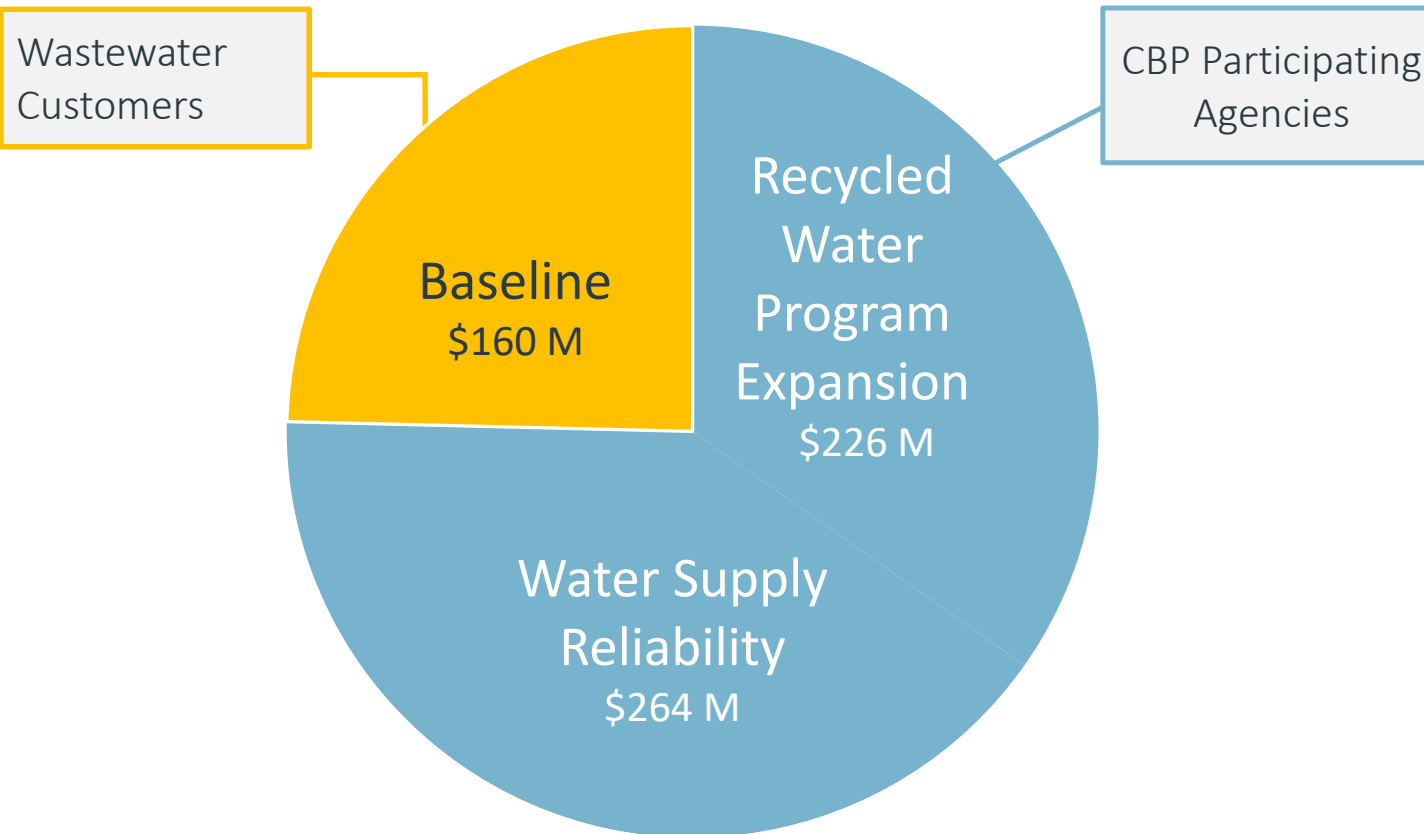 Wastewater
Customers
CBP Participating
Agencies
Recycled
Water
Program
Expansion
$226 M
Baseline
$160 M
Water Supply
Reliability
$264 M